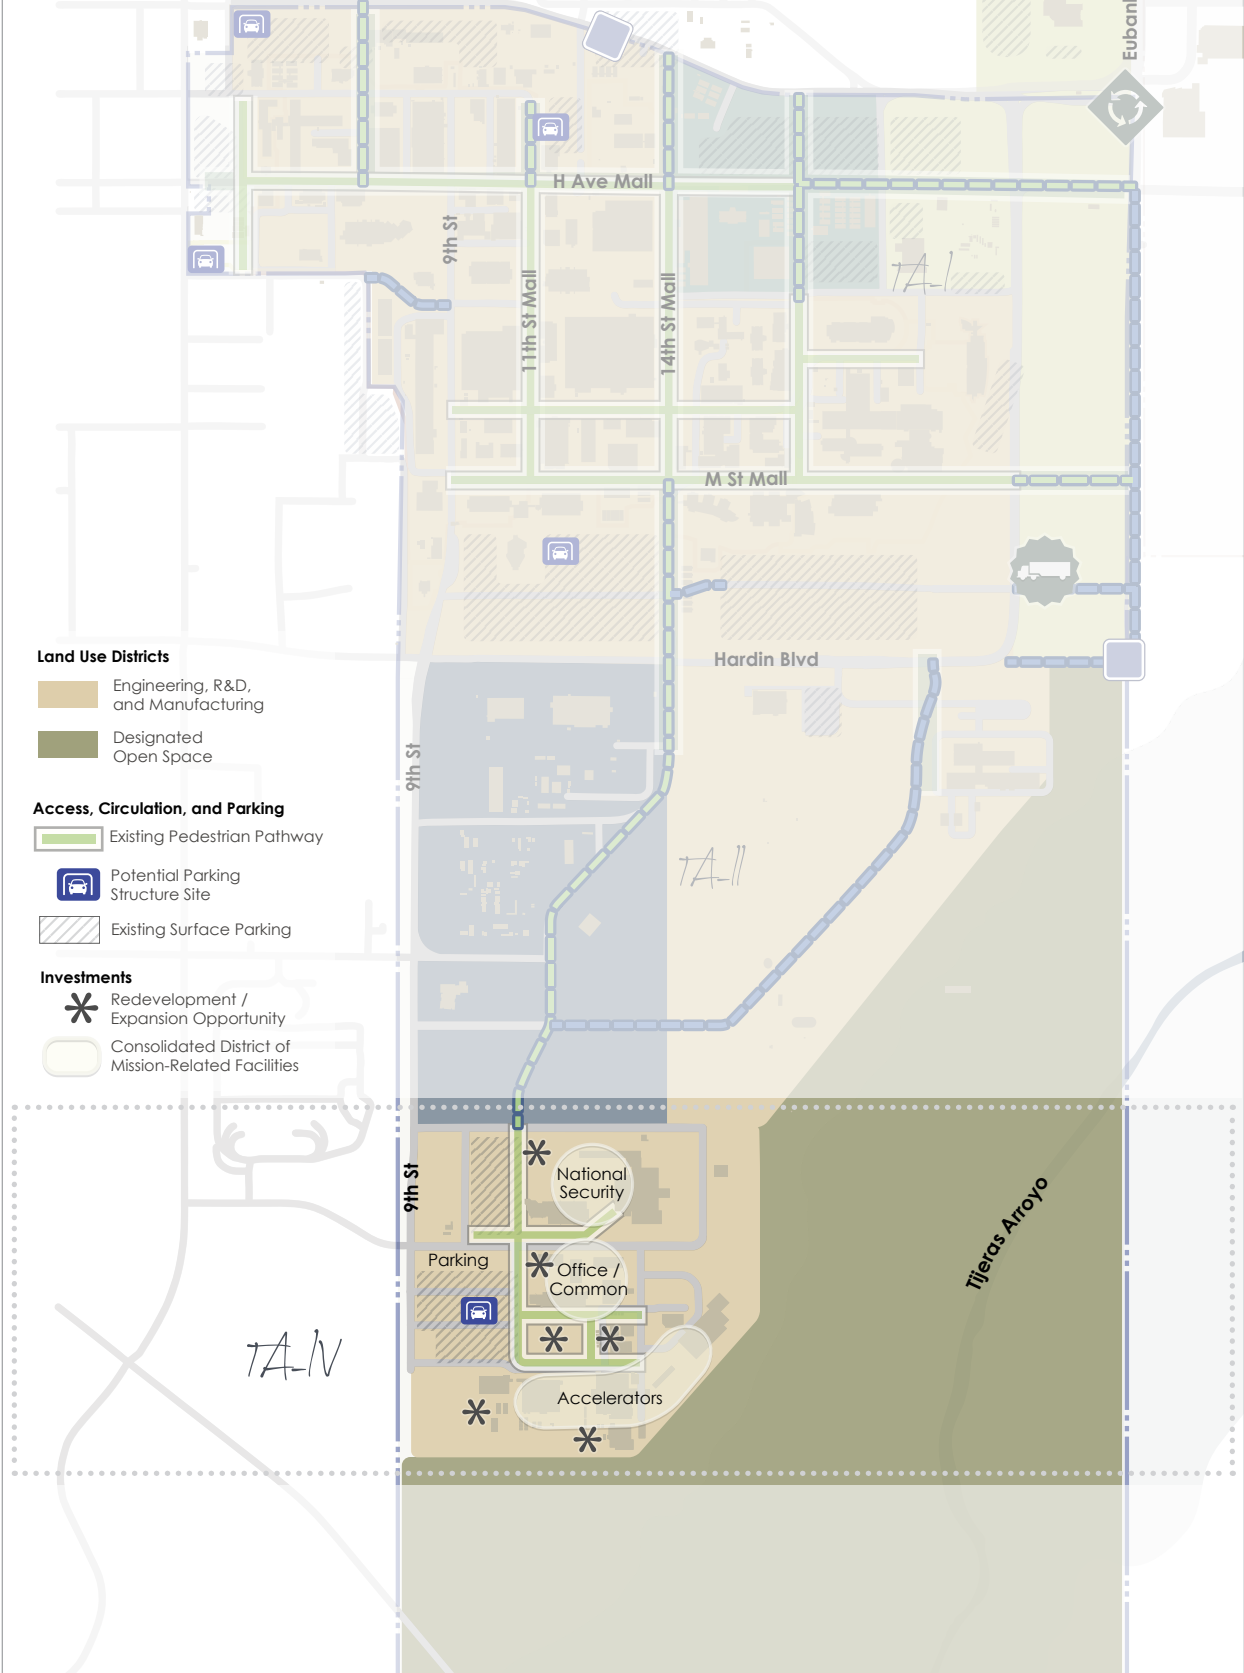 Eubank
H Ave Mall
9th St
11th St Mall
14th St Mall
TA-I
M St Mall
Hardin Blvd
Land Use Districts
Engineering, R&D,
and Manufacturing
Designated
Open Space
9th St
Access, Circulation, and Parking
Existing Pedestrian Pathway
Potential Parking
Structure Site
Existing Surface Parking
TA-II
Investments
Redevelopment /
Expansion Opportunity
Consolidated District of
Mission-Related Facilities
9th St
National
Security
Parking
Office /
Common
Tijeras Arroyo
TA-IV
Accelerators